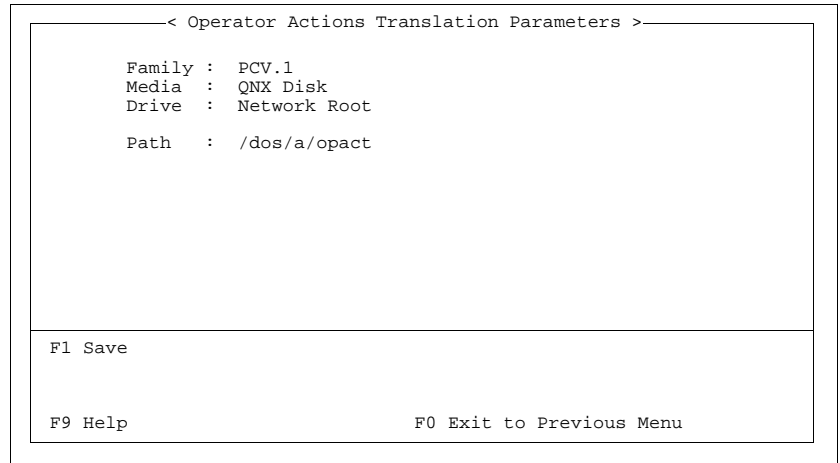 < Operator Actions Translation Parameters >
Family : PCV.1
Media : QNX Disk
Drive : Network Root
Path : /dos/a/opact
F1 Save
F9 Help F0 Exit to Previous Menu